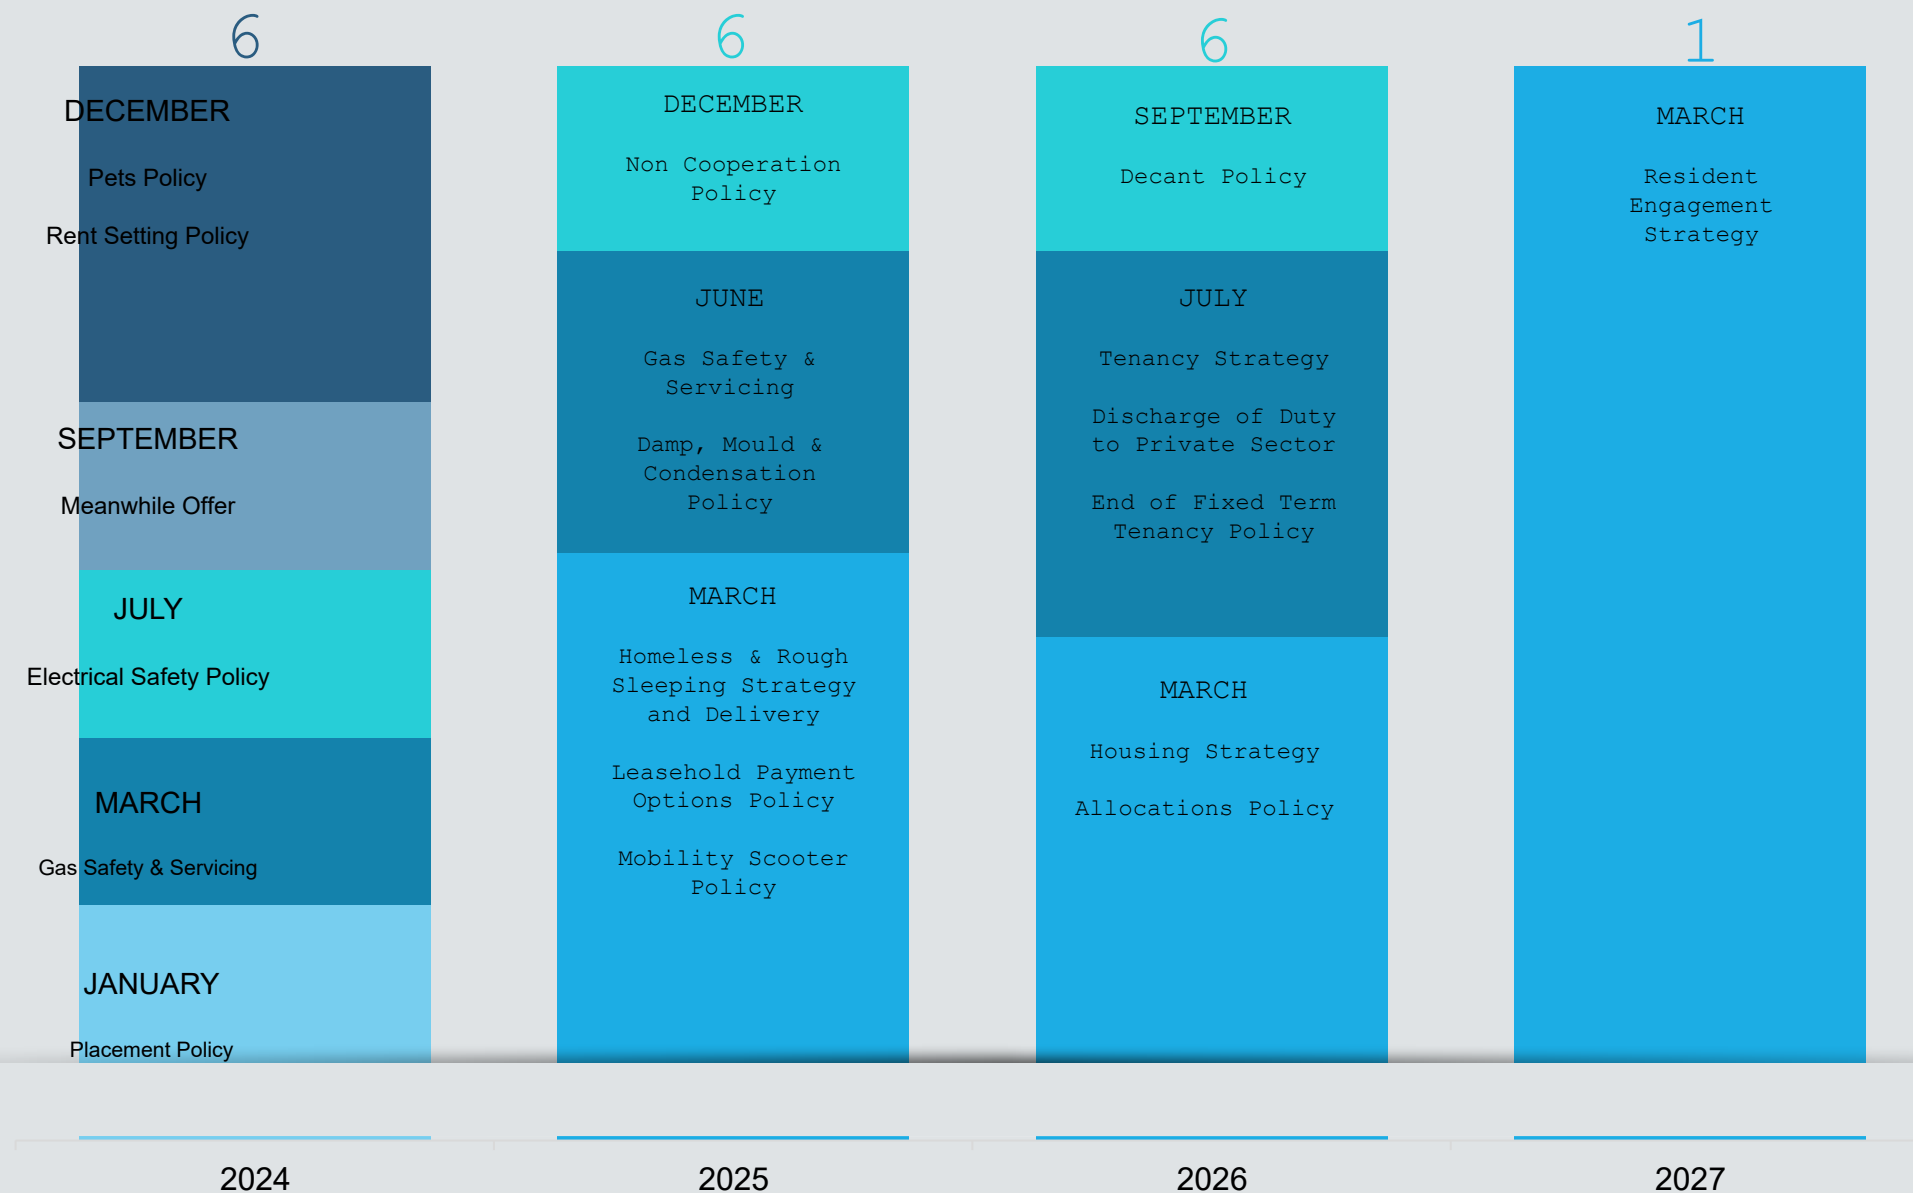 6
DECEMBER
Pets Policy
Rent Setting Policy
SEPTEMBER
Meanwhile Offer
JULY
Electrical Safety Policy
MARCH
Gas Safety & Servicing
JANUARY
Placement Policy
2024
6
DECEMBER
Non Cooperation
Policy
JUNE
Gas Safety &
Servicing
Damp, Mould &
Condensation
Policy
MARCH
Homeless & Rough
Sleeping Strategy
and Delivery
Leasehold Payment
Options Policy
Mobility Scooter
Policy
2025
6
SEPTEMBER
Decant Policy
JULY
Tenancy Strategy
Discharge of Duty
to Private Sector
End of Fixed Term
Tenancy Policy
MARCH
Housing Strategy
Allocations Policy
2026
1
MARCH
Resident
Engagement
Strategy
2027